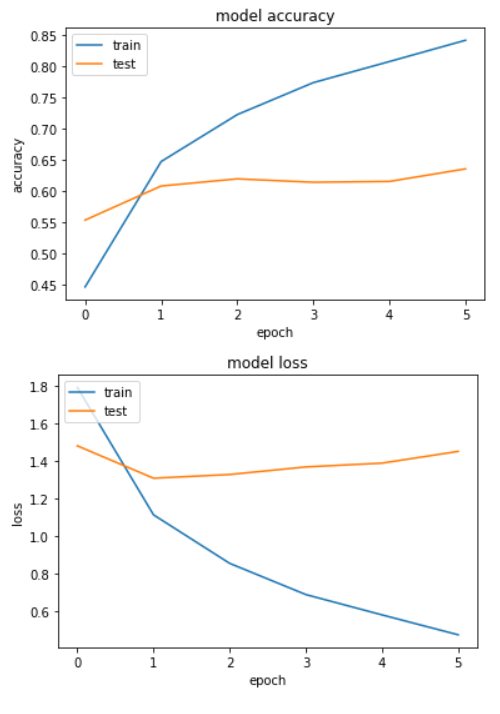 model accuracy
train
test
0.85
0.80
0.75
0.70
0.65
0.60
0.55
0.50
0.45
accuracy
0 1 2 3 4 5
epoch
model loss
train
test
1.8
1.6
1.4
1.2
1.0
0.8
0.6
loss
0 1 2 3 4 5
epoch